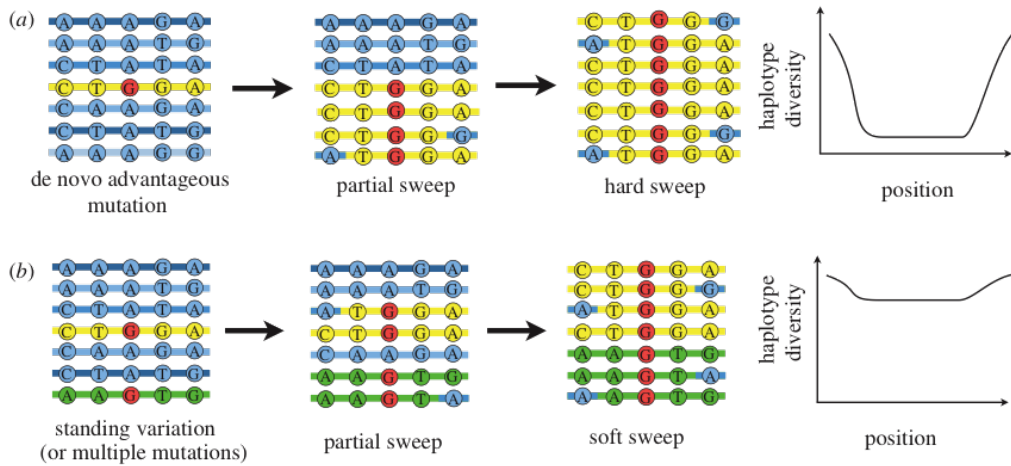 (a)
A A A G A
A A A T G
C T A T A
C T G G A
C A A G A
C T A T G
A A A G G
de novo advantageous
mutation
A A A G A
A A A T G
C T A T A
C T G G A
C T G G A
C T G G G
A T G G A
partial sweep
C T G G G
A T G G A
C T G G A
C T G G A
C T G G A
C T G G G
A T G G A
hard sweep
haplotype
diversity
position
(b)
A A A G A
A A A T G
C T A T A
C T G G A
C A A G A
C T A T G
A A G T G
standing variation
(or multiple mutations)
A A A G A
A A A T G
A T G G A
C T G G A
C A A G A
A A G T G
A A G T A
partial sweep
C T G G A
C T G G G
A T G G A
C T G G A
A A G T G
A A G T A
A A G T G
soft sweep
haplotype
diversity
position